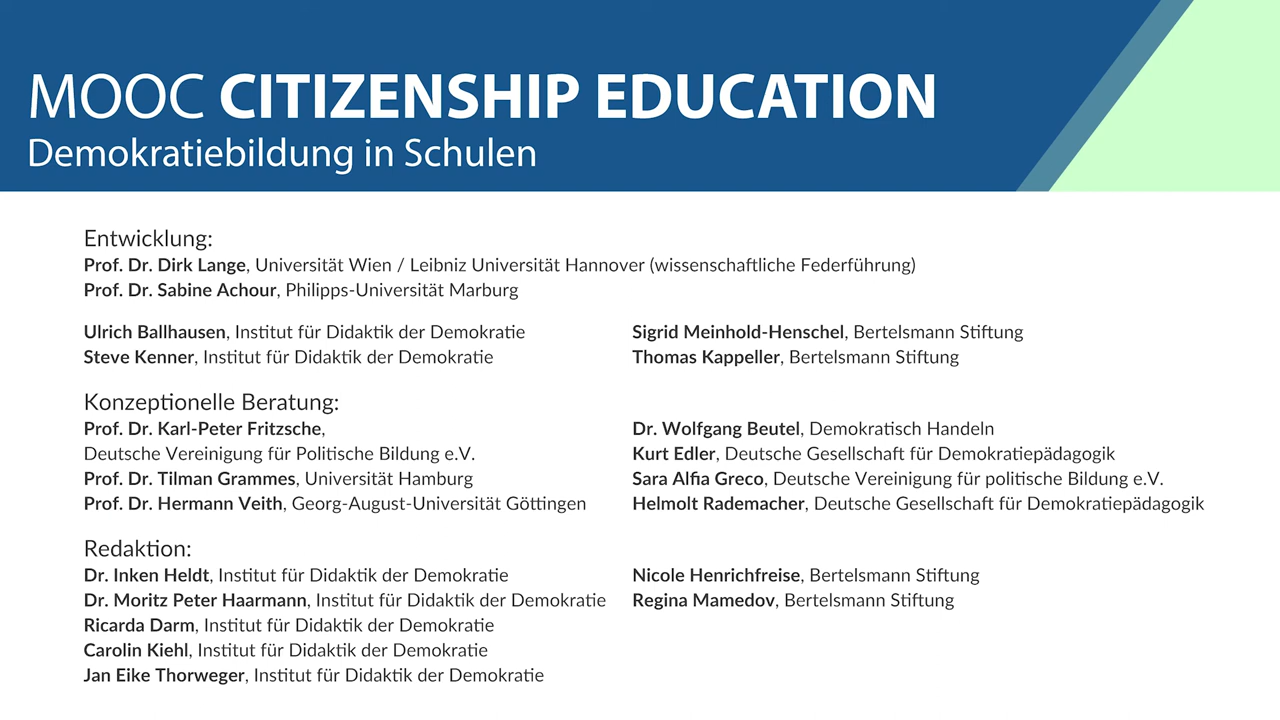 MOOC CITIZENSHIP EDUCATION
Demokratiebildung in Schulen
Entwicklung:
Prof. Dr. Dirk Lange, Universität Wien / Leibniz Universität Hannover (wissenschaftliche Federführung)
Prof. Dr. Sabine Achour, Philipps-Universität Marburg
Ulrich Ballhausen, Institut für Didaktik der Demokratie
Steve Kenner, Institut für Didaktik der Demokratie
Sigrid Meinhold-Henschel, Bertelsmann Stiftung
Thomas Kappeller, Bertelsmann Stiftung
Konzeptionelle Beratung:
Prof. Dr. Karl-Peter Fritzsche,
Deutsche Vereinigung für Politische Bildung e.V.
Prof. Dr. Tilman Grammes, Universität Hamburg
Prof. Dr. Hermann Veith, Georg-August-Universität Göttingen
Dr. Wolfgang Beutel, Demokratisch Handeln
Kurt Edler, Deutsche Gesellschaft für Demokratiepädagogik
Sara Alfia Greco, Deutsche Vereinigung für politische Bildung e.V.
Helmolt Rademacher, Deutsche Gesellschaft für Demokratiepädagogik
Redaktion:
Dr. Inken Heldt, Institut für Didaktik der Demokratie
Dr. Moritz Peter Haarmann, Institut für Didaktik der Demokratie
Ricarda Darm, Institut für Didaktik der Demokratie
Carolin Kiehl, Institut für Didaktik der Demokratie
Jan Eike Thorweger, Institut für Didaktik der Demokratie
Nicole Henrichfreise, Bertelsmann Stiftung
Regina Mamedov, Bertelsmann Stiftung